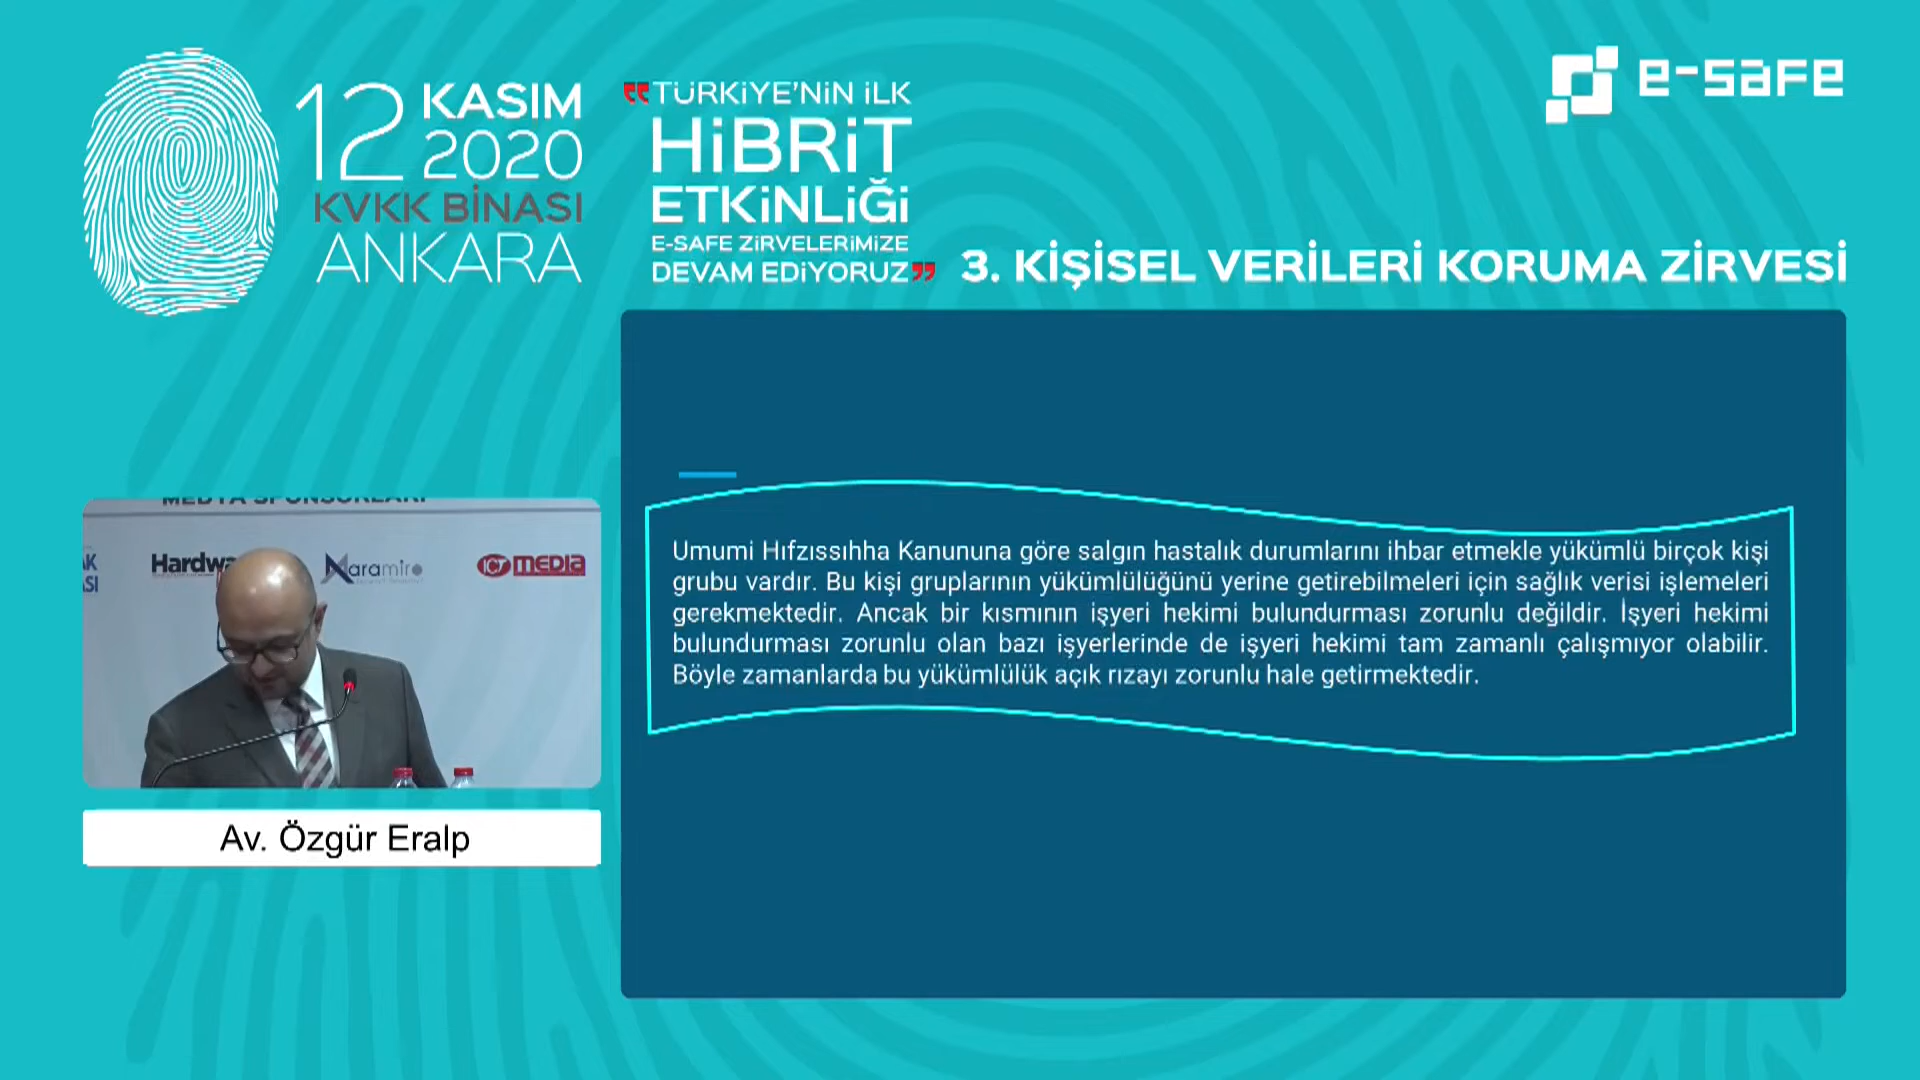 12 KASIM
2020
KVKK BİNASI
ANKARA
"TÜRKİYE'NİN İLK
HİBRİT
ETKİNLİĞİ
E-SAFE ZİRVELERİMİZE
DEVAM EDİYORUZ"
e-safe
3. KİŞİSEL VERİLERİ KORUMA ZİRVESİ
Umumi Hıfzıssıhha Kanununa göre salgın hastalık durumlarını ihbar etmekle yükümlü birçok kişi
grubu vardır. Bu kişi gruplarının yükümlülüğünü yerine getirebilmeleri için sağlık verisi işlemeleri
gerekmektedir. Ancak bir kısmının işyeri hekimi bulundurması zorunlu değildir. İşyeri hekimi
bulundurması zorunlu olan bazı işyerlerinde de işyeri hekimi tam zamanlı çalışmıyor olabilir.
Böyle zamanlarda bu yükümlülük açık rızayı zorunlu hale getirmektedir.
MEDYA SPONSORLARI
Naramiro
ICT MEDIA
Av. Özgür Eralp